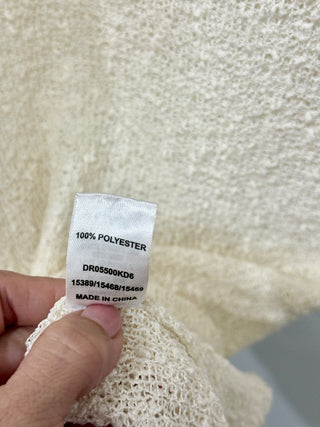 100% POLYESTER
DR05500KD6
15389/15468/15469
MADE IN CHINA